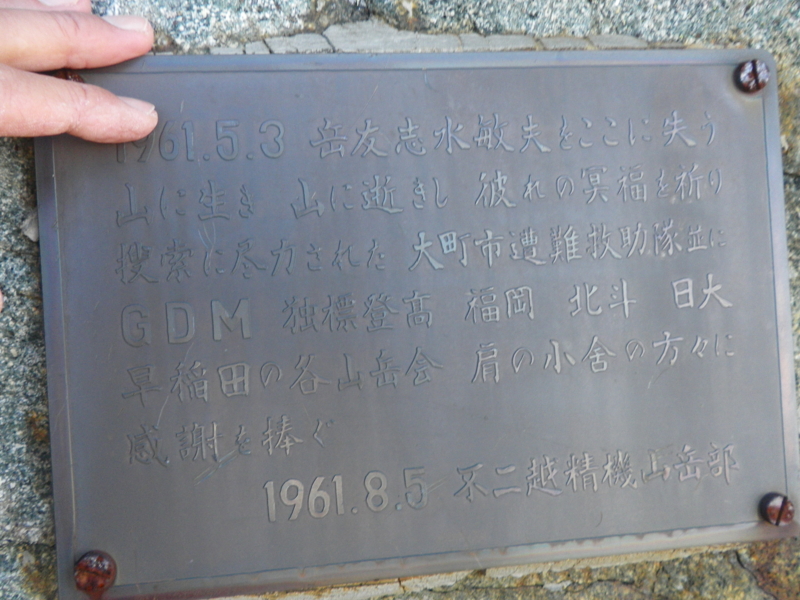 1961.5.3 岳友志水敏夫をここに失う
山に生き 山に逝きし 彼れの冥福を祈り
捜索に尽力された 大町市遭難救助隊並に
GDM 独標登高 福岡 北斗 日大
早稲田の各山岳会 肩の小舎の方々に
感謝を捧ぐ
1961.8.5 不二越精機山岳部